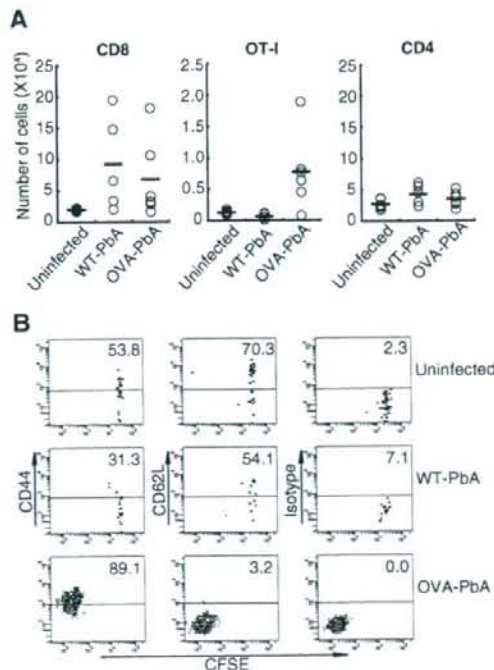 A
CD8
OT-I
CD4
Number of cells (X10⁴)
25
20
15
10
5
0
2.5
2.0
1.5
1.0
0.5
0
25
20
15
10
5
0
Uninfected
WT-PbA
OVA-PbA
Uninfected
WT-PbA
OVA-PbA
Uninfected
WT-PbA
OVA-PbA
B
53.8
70.3
2.3
Uninfected
CD44
31.3
CD62L
54.1
Isotype
7.1
WT-PbA
89.1
3.2
0.0
OVA-PbA
CFSE